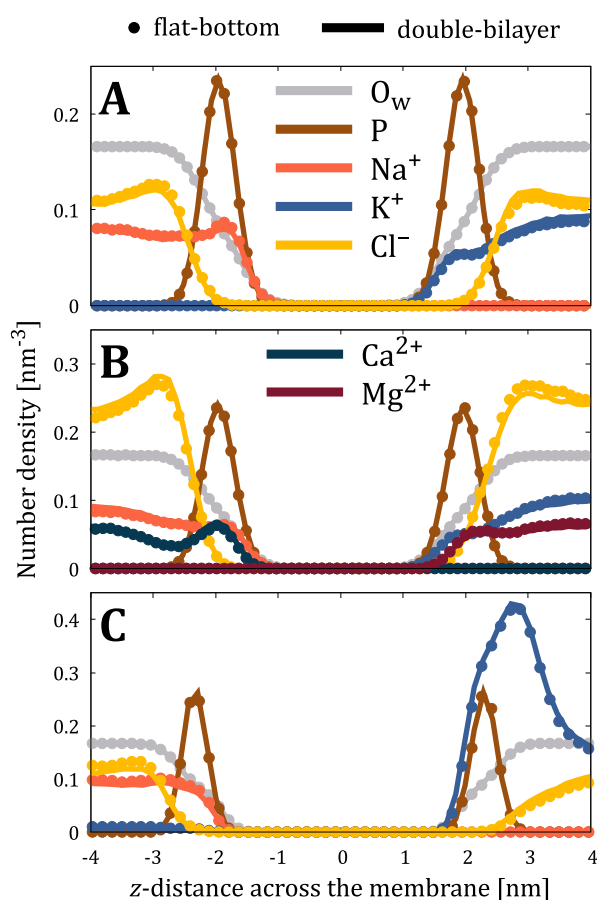 flat-bottom double-bilayer
A
O_w
P
Na⁺
K⁺
Cl⁻
0.2
0.1
0
B
Ca²⁺
Mg²⁺
0.3
0.2
0.1
0
Number density [nm⁻³]
C
0.4
0.3
0.2
0.1
0
-4 -3 -2 -1 0 1 2 3 4
z-distance across the membrane [nm]